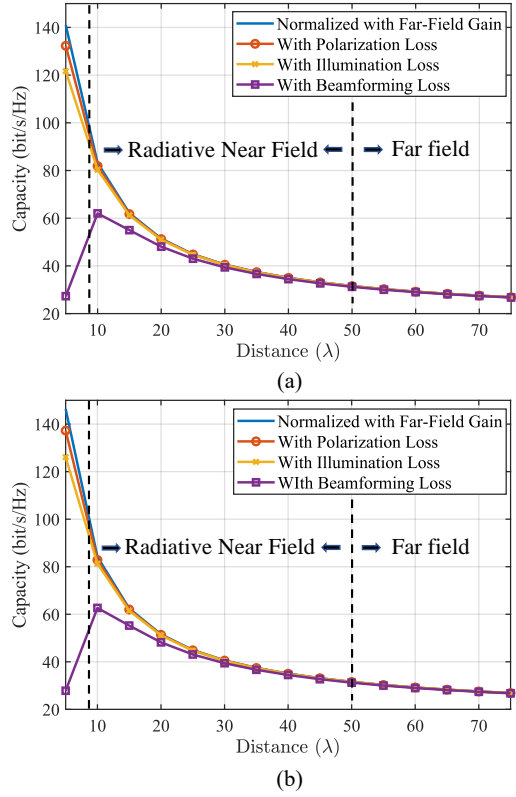 140
120
100
80
60
40
20
Capacity (bit/s/Hz)
Normalized with Far-Field Gain
With Polarization Loss
With Illumination Loss
With Beamforming Loss
Radiative Near Field
Far field
10 20 30 40 50 60 70
Distance (λ)
(a)
140
120
100
80
60
40
20
Capacity (bit/s/Hz)
Normalized with Far-Field Gain
With Polarization Loss
With Illumination Loss
WIth Beamforming Loss
Radiative Near Field
Far field
10 20 30 40 50 60 70
Distance (λ)
(b)